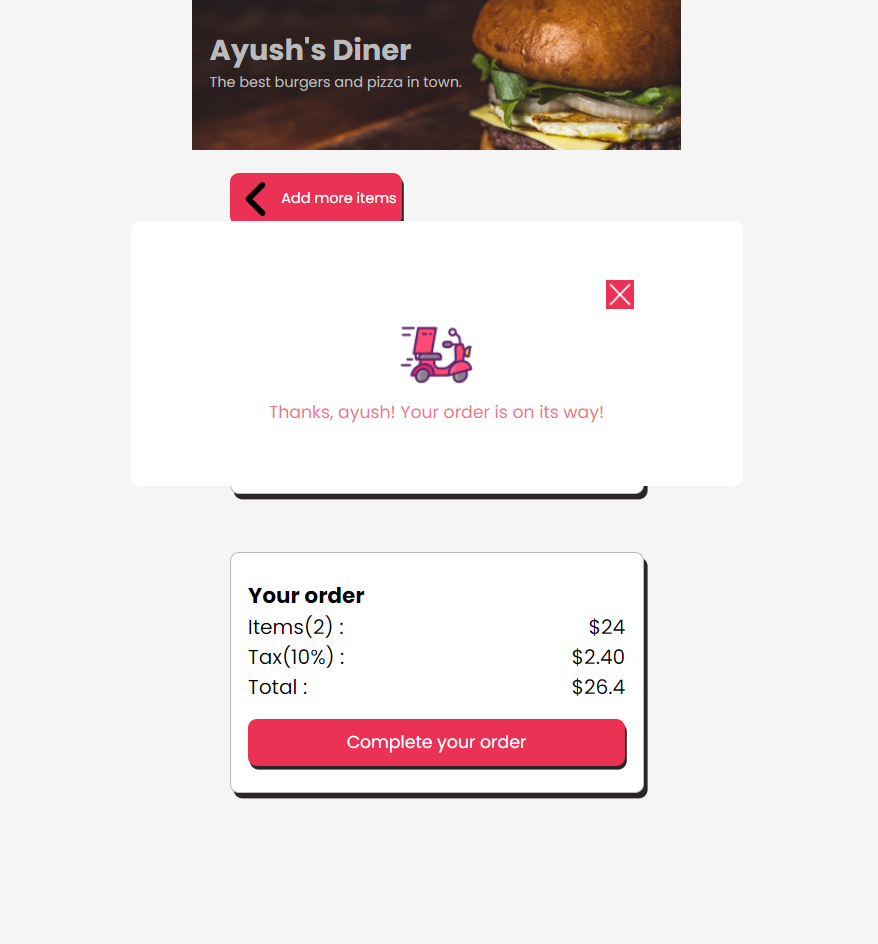 Ayush's Diner
The best burgers and pizza in town.
Add more items
Thanks, ayush! Your order is on its way!
Your order
Items(2) : $24
Tax(10%) : $2.40
Total : $26.4
Complete your order